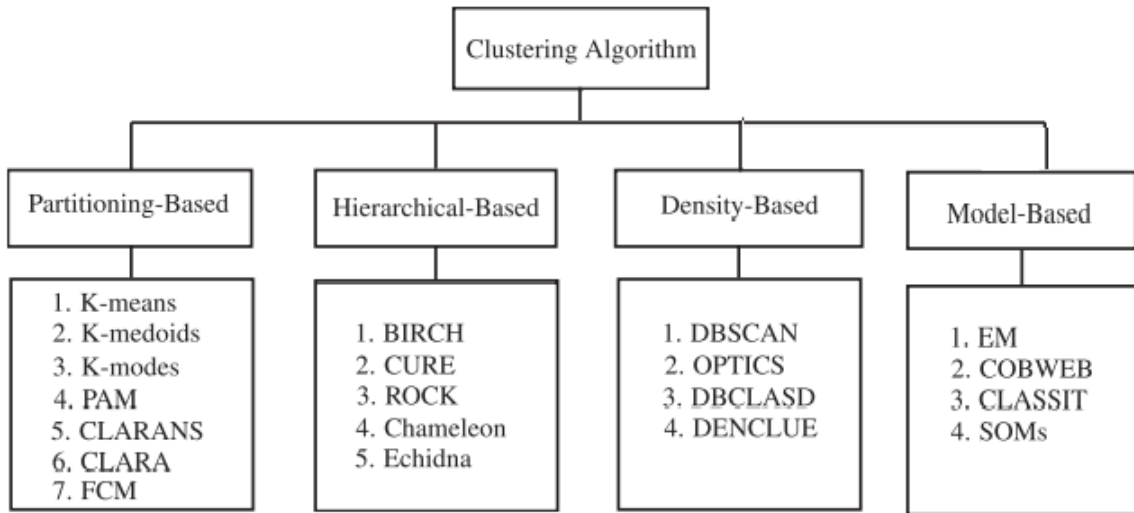 Clustering Algorithm
Partitioning-Based
Hierarchical-Based
Density-Based
Model-Based
1. K-means
2. K-medoids
3. K-modes
4. PAM
5. CLARANS
6. CLARA
7. FCM
1. BIRCH
2. CURE
3. ROCK
4. Chameleon
5. Echidna
1. DBSCAN
2. OPTICS
3. DBCLASD
4. DENCLUE
1. EM
2. COBWEB
3. CLASSIT
4. SOMs